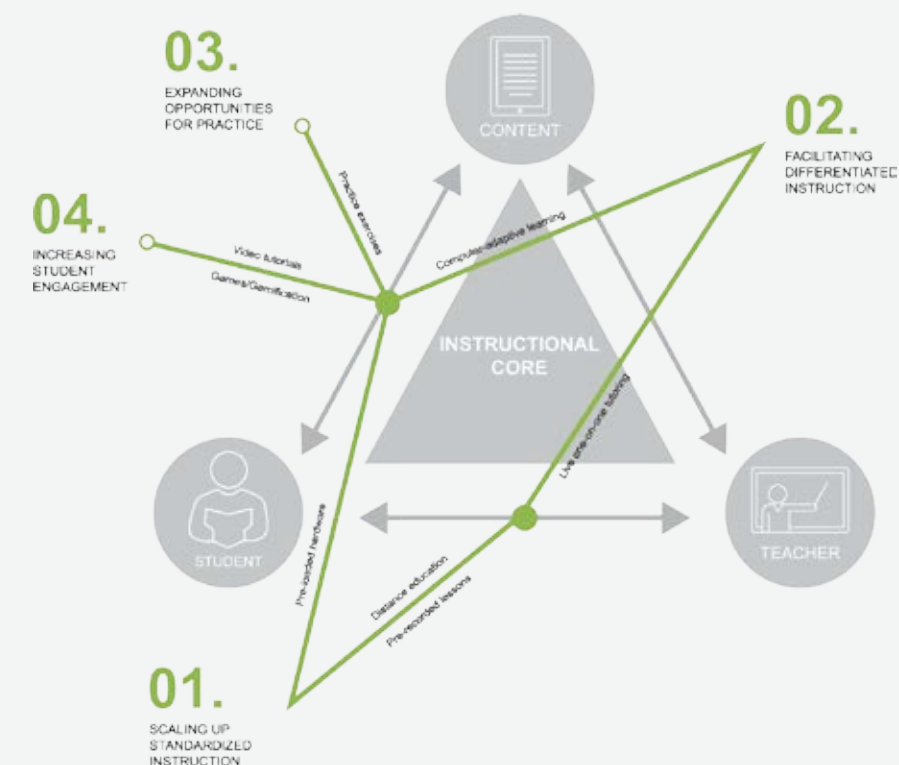 03.
EXPANDING
OPPORTUNITIES
FOR PRACTICE
CONTENT
02.
FACILITATING
DIFFERENTIATED
INSTRUCTION
04.
INCREASING
STUDENT
ENGAGEMENT
Practice exercises
Computer-adaptive learning
Video tutorials
Games/Gamification
INSTRUCTIONAL
CORE
Live one-on-one tutoring
STUDENT
TEACHER
Pre-loaded hardware
Distance education
Pre-recorded lessons
01.
SCALING UP
STANDARDIZED
INSTRUCTION